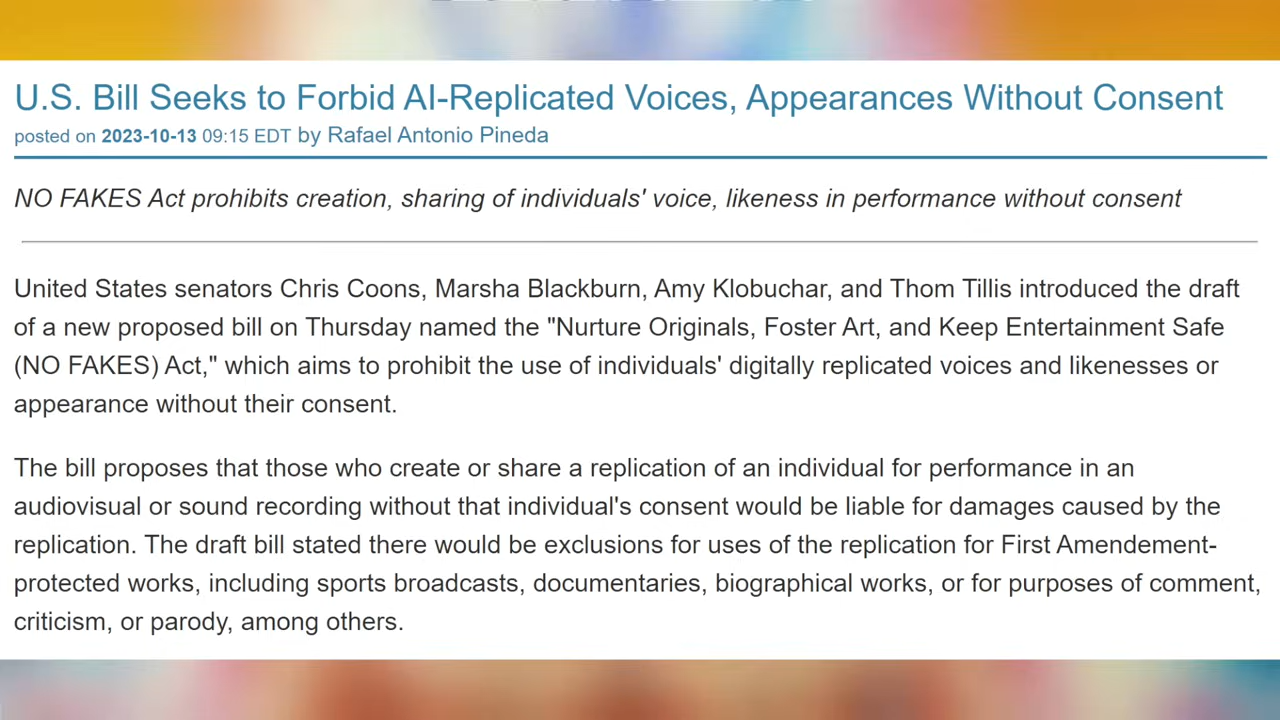 U.S. Bill Seeks to Forbid AI-Replicated Voices, Appearances Without Consent
posted on 2023-10-13 09:15 EDT by Rafael Antonio Pineda
NO FAKES Act prohibits creation, sharing of individuals' voice, likeness in performance without consent
United States senators Chris Coons, Marsha Blackburn, Amy Klobuchar, and Thom Tillis introduced the draft
of a new proposed bill on Thursday named the "Nurture Originals, Foster Art, and Keep Entertainment Safe
(NO FAKES) Act," which aims to prohibit the use of individuals' digitally replicated voices and likenesses or
appearance without their consent.
The bill proposes that those who create or share a replication of an individual for performance in an
audiovisual or sound recording without that individual's consent would be liable for damages caused by the
replication. The draft bill stated there would be exclusions for uses of the replication for First Amendement-
protected works, including sports broadcasts, documentaries, biographical works, or for purposes of comment,
criticism, or parody, among others.